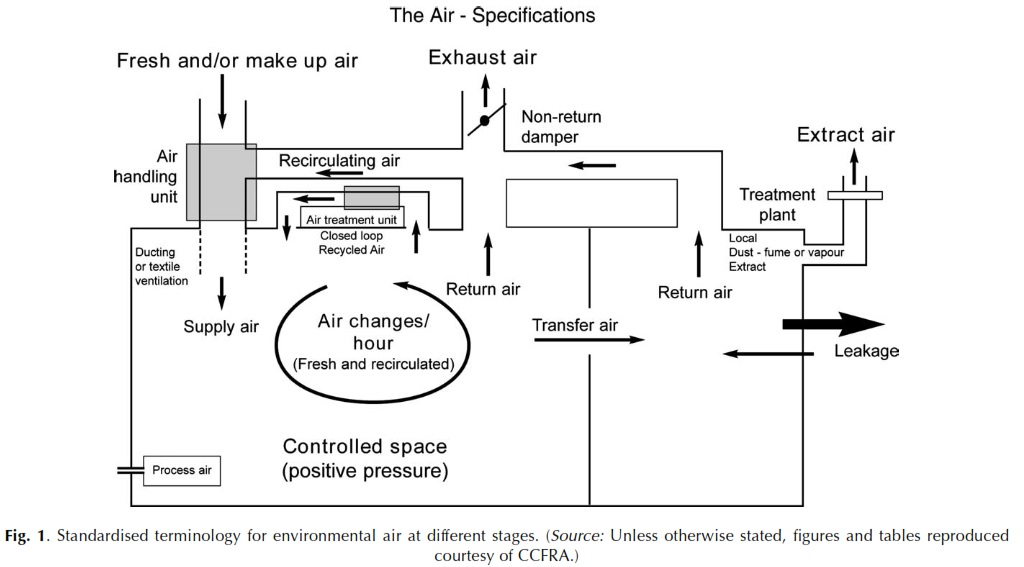 The Air - Specifications
Fresh and/or make up air
Exhaust air
Non-return
damper
Extract air
Air
handling
unit
Recirculating air
Treatment
plant
Air treatment unit
Closed loop
Recycled Air
Local
Dust - fume or vapour
Extract
Ducting
or textile
ventilation
Return air
Return air
Supply air
Air changes/
hour
(Fresh and recirculated)
Transfer air
Leakage
Controlled space
(positive pressure)
Process air
Fig. 1. Standardised terminology for environmental air at different stages. (Source: Unless otherwise stated, figures and tables reproduced
courtesy of CCFRA.)